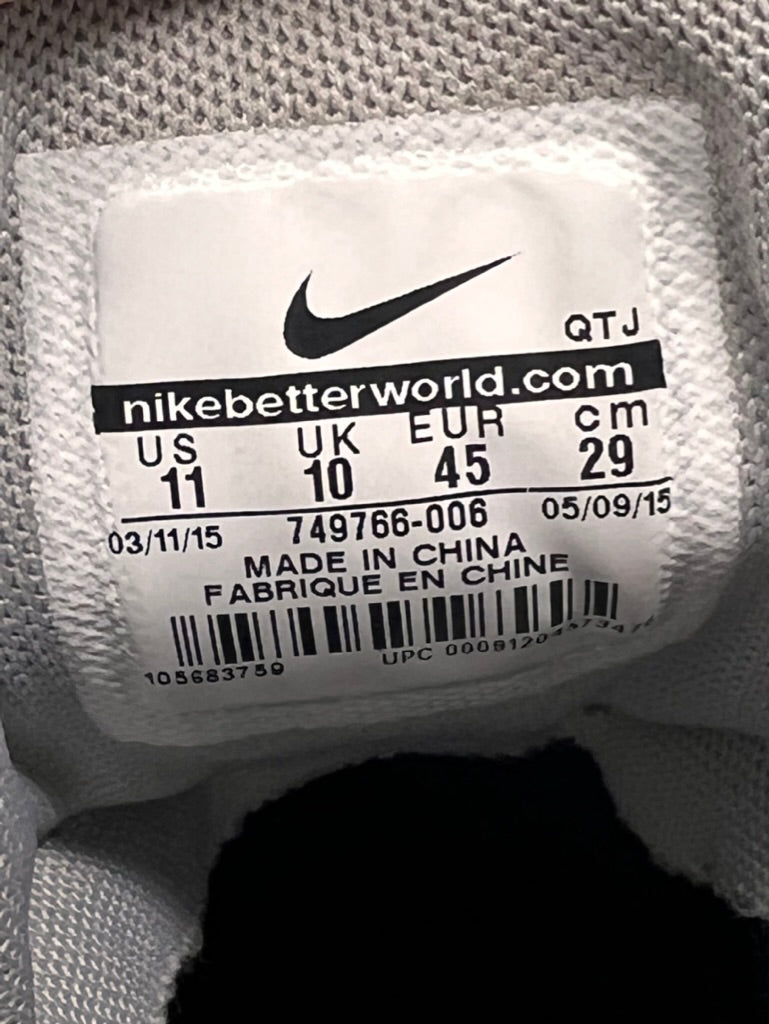 QTJ
nikebetterworld.com
US UK EUR cm
11 10 45 29
03/11/15 749766-006 05/09/15
MADE IN CHINA
FABRIQUE EN CHINE
105683759 UPC